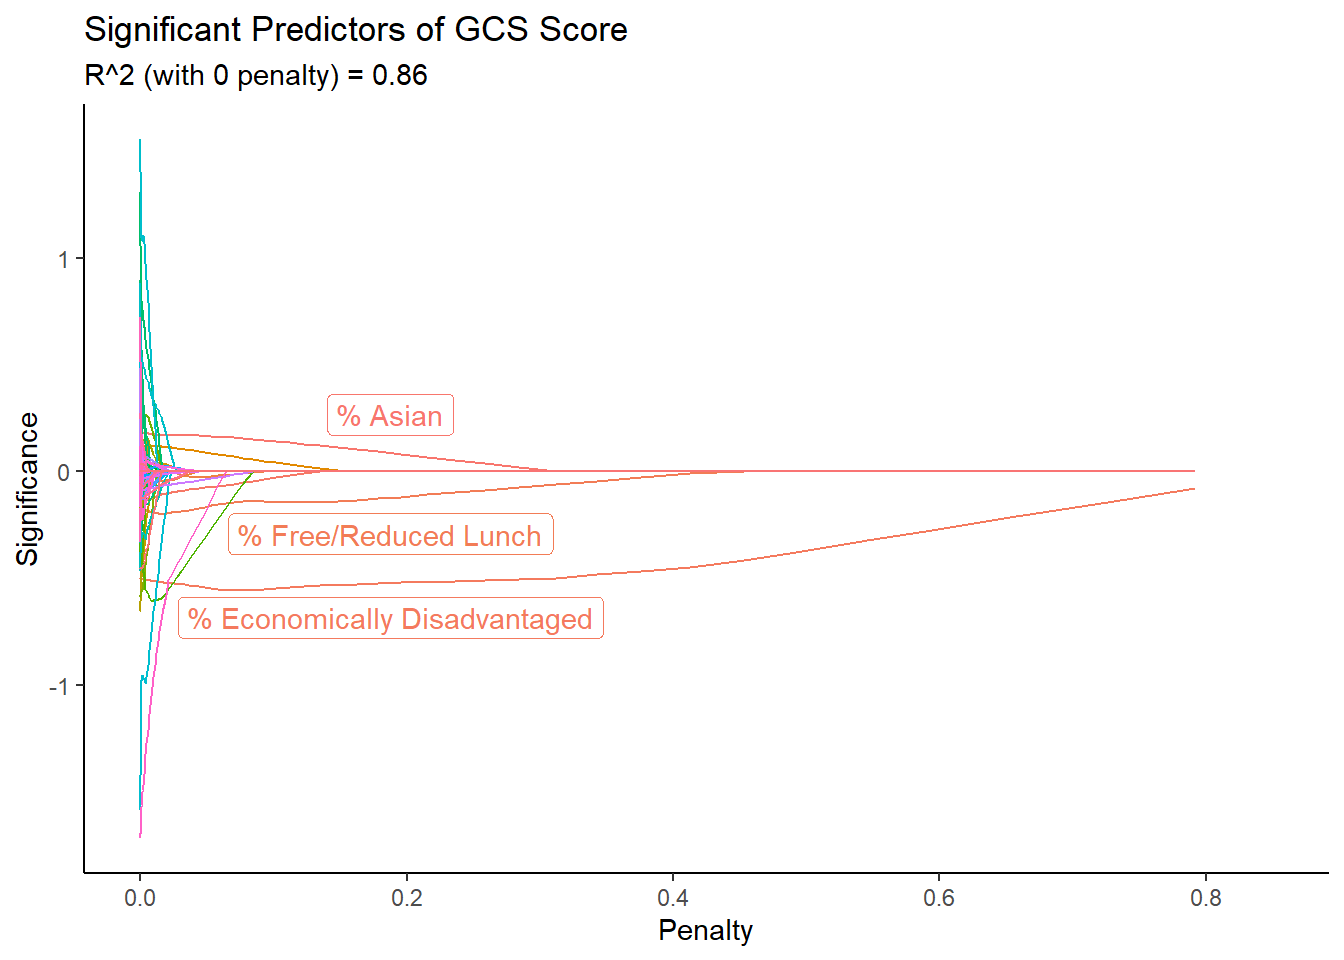 Significant Predictors of GCS Score
R^2 (with 0 penalty) = 0.86
Significance
1
0
-1
% Asian
% Free/Reduced Lunch
% Economically Disadvantaged
0.0 0.2 0.4 0.6 0.8
Penalty